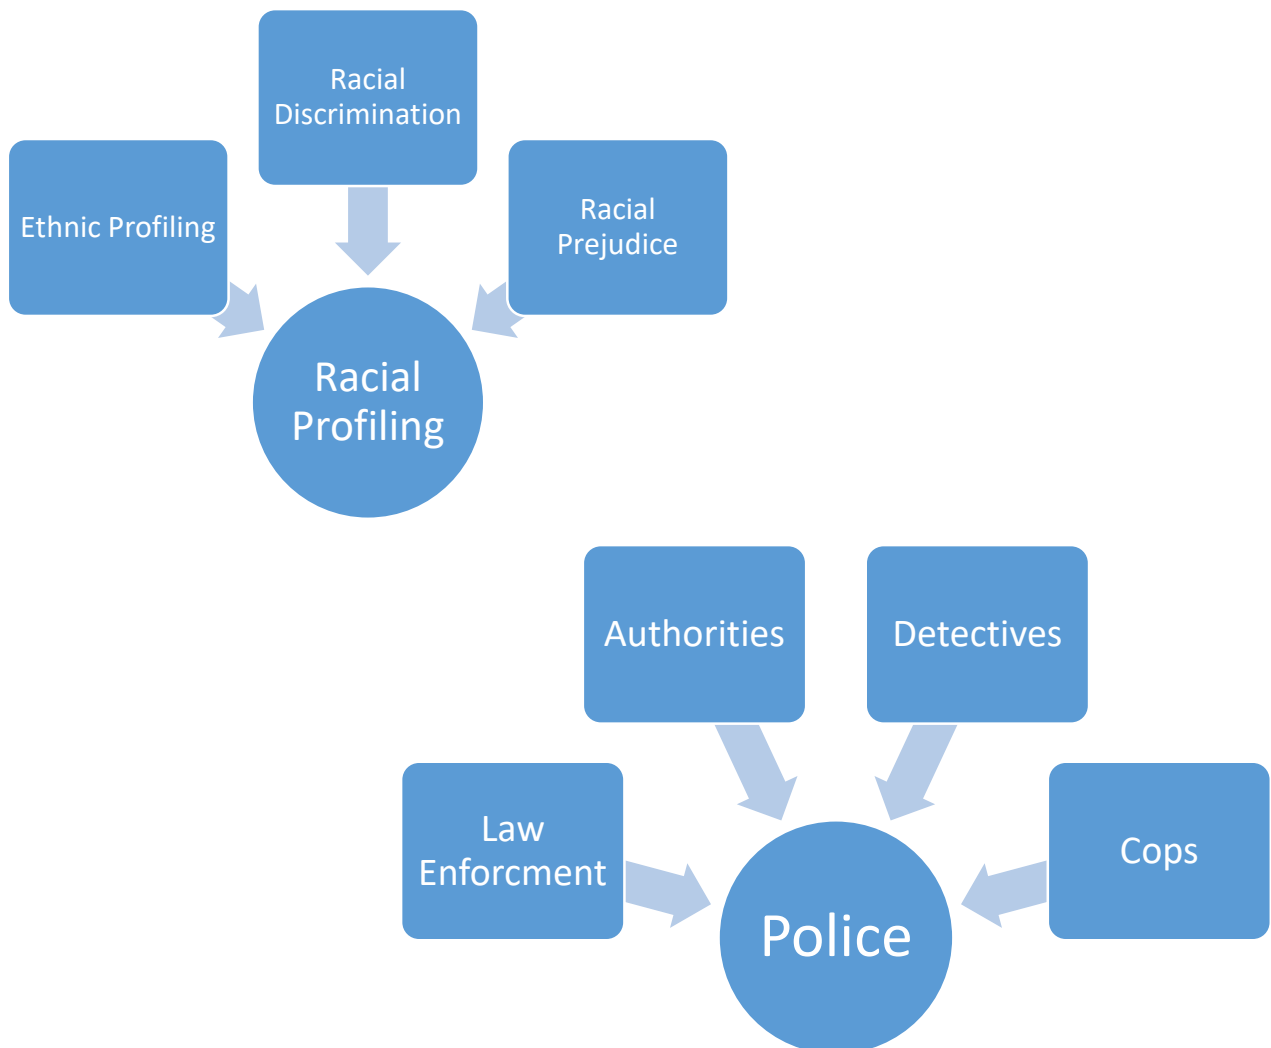 Racial
Discrimination
Ethnic Profiling
Racial
Prejudice
Racial
Profiling
Authorities
Detectives
Law
Enforcment
Cops
Police